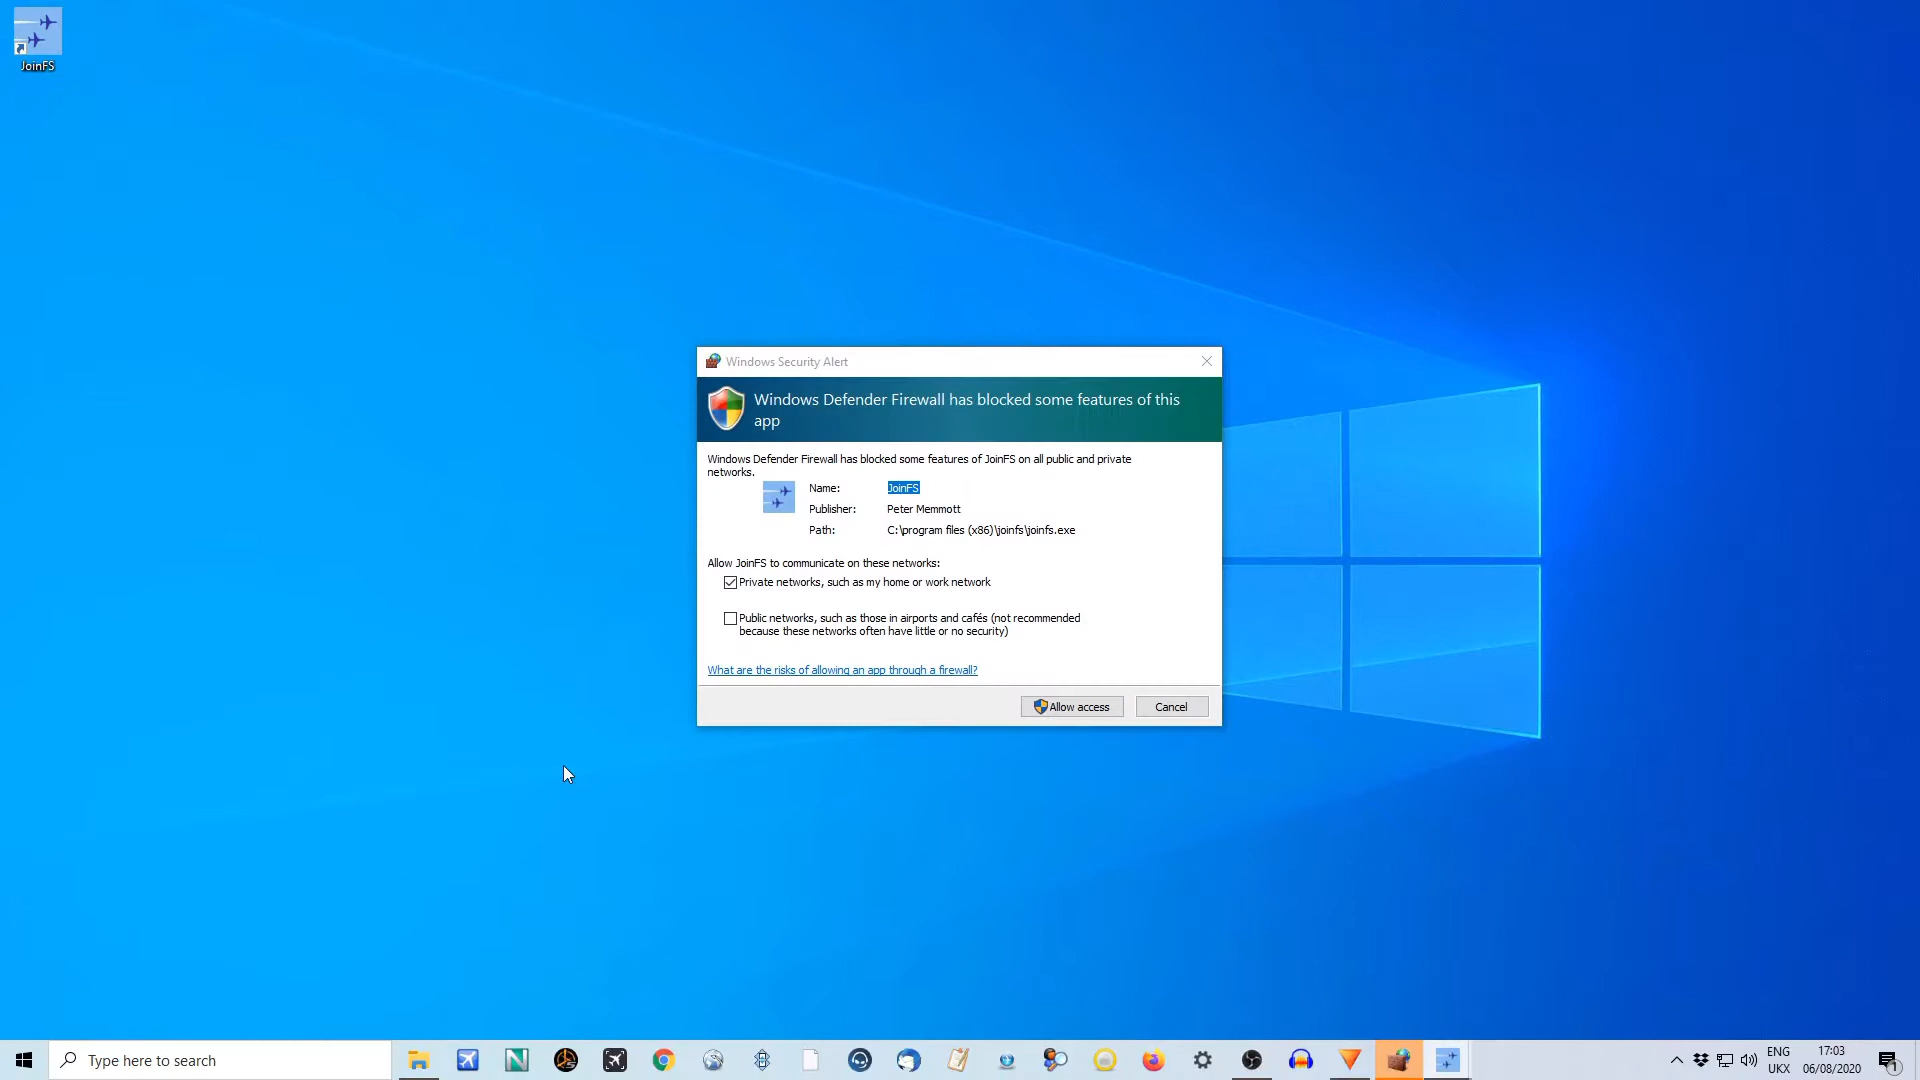 JoinFS
Windows Security Alert
Windows Defender Firewall has blocked some features of this
app
Windows Defender Firewall has blocked some features of JoinFS on all public and private
networks.
Name: JoinFS
Publisher: Peter Memmott
Path: C:\program files (x86)\joinfs\joinfs.exe
Allow JoinFS to communicate on these networks:
Private networks, such as my home or work network
Public networks, such as those in airports and cafés (not recommended
because these networks often have little or no security)
What are the risks of allowing an app through a firewall?
Allow access Cancel
Type here to search
ENG
UKX
17:03
06/08/2020
1